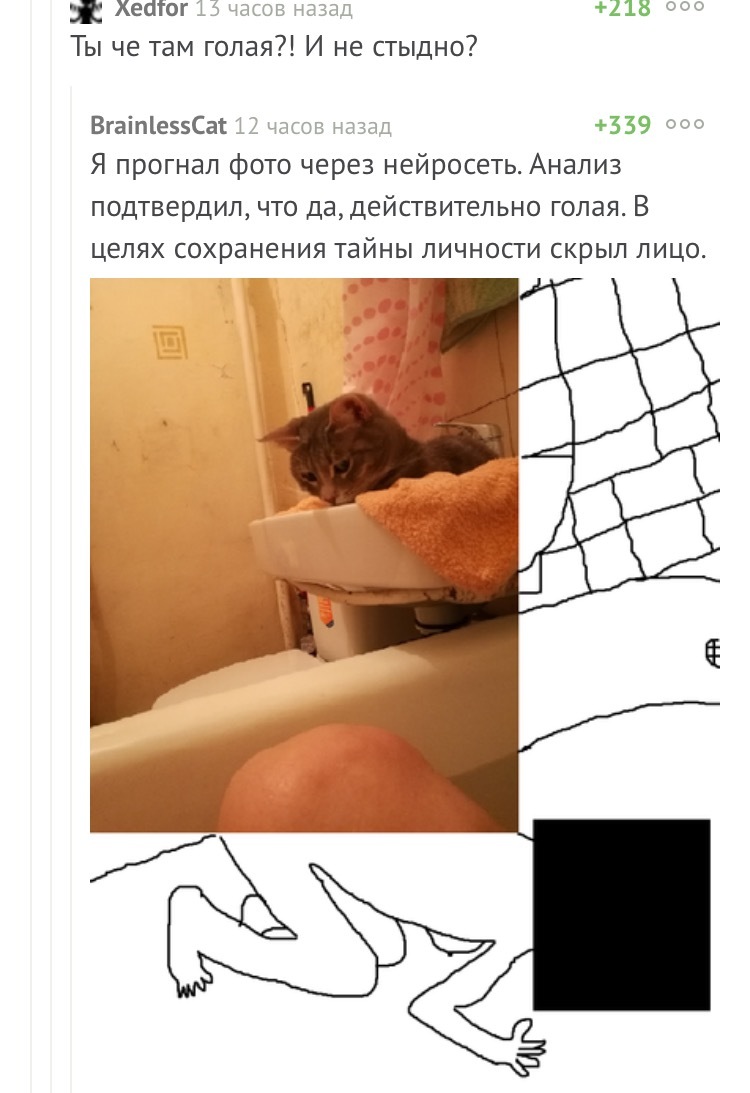 Xedfor 13 часов назад +218
Ты че там голая?! И не стыдно?
BrainlessCat 12 часов назад +339
Я прогнал фото через нейросеть. Анализ
подтвердил, что да, действительно голая. В
целях сохранения тайны личности скрыл лицо.